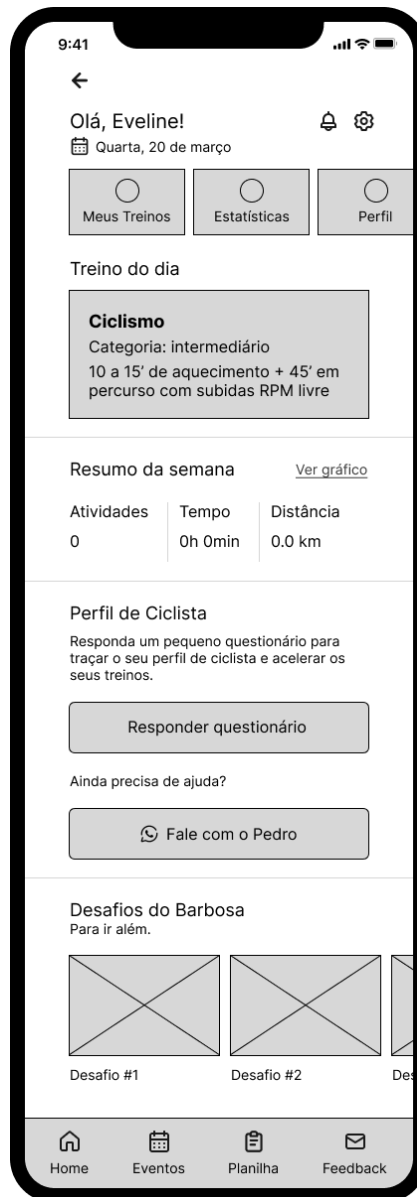 9:41
Olá, Eveline!
Quarta, 20 de março
Meus Treinos
Estatísticas
Perfil
Treino do dia
Ciclismo
Categoria: intermediário
10 a 15’ de aquecimento + 45’ em
percurso com subidas RPM livre
Resumo da semana
Ver gráfico
Atividades
Tempo
Distância
0
0h 0min
0.0 km
Perfil de Ciclista
Responda um pequeno questionário para
traçar o seu perfil de ciclista e acelerar os
seus treinos.
Responder questionário
Ainda precisa de ajuda?
Fale com o Pedro
Desafios do Barbosa
Para ir além.
Desafio #1
Desafio #2
Home
Eventos
Planilha
Feedback